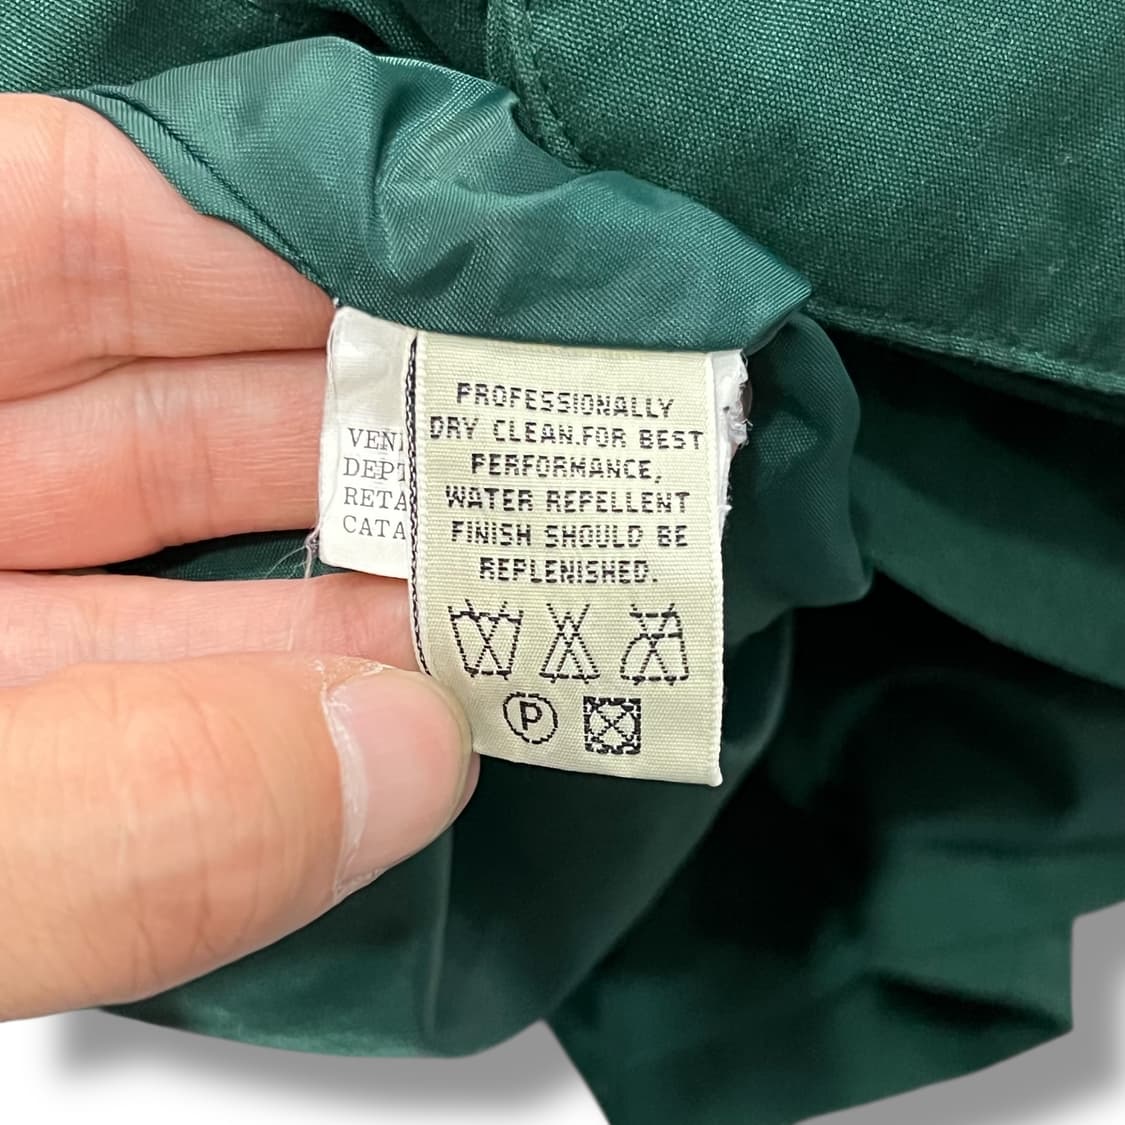 PROFESSIONALLY
DRY CLEAN.FOR BEST
PERFORMANCE,
WATER REPELLENT
FINISH SHOULD BE
REPLENISHED.
P
VEN
DEPT
RETA
CATA